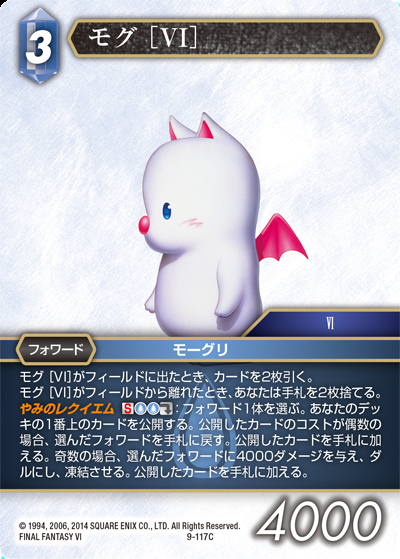 3
モグ [VI]
VI
フォワード
モーグリ
モグ [VI]がフィールドに出たとき、カードを2枚引く。
モグ [VI]がフィールドから離れたとき、あなたは手札を2枚捨てる。
やみのレクイエム S : フォワード1体を選ぶ。あなたのデッ
キの1番上のカードを公開する。公開したカードのコストが偶数の
場合、選んだフォワードを手札に戻す。公開したカードを手札に加
える。奇数の場合、選んだフォワードに4000ダメージを与え、ダ
ルにし、凍結させる。公開したカードを手札に加える。
© 1994, 2006, 2014 SQUARE ENIX CO., LTD. All Rights Reserved.
FINAL FANTASY VI
9-117C
4000